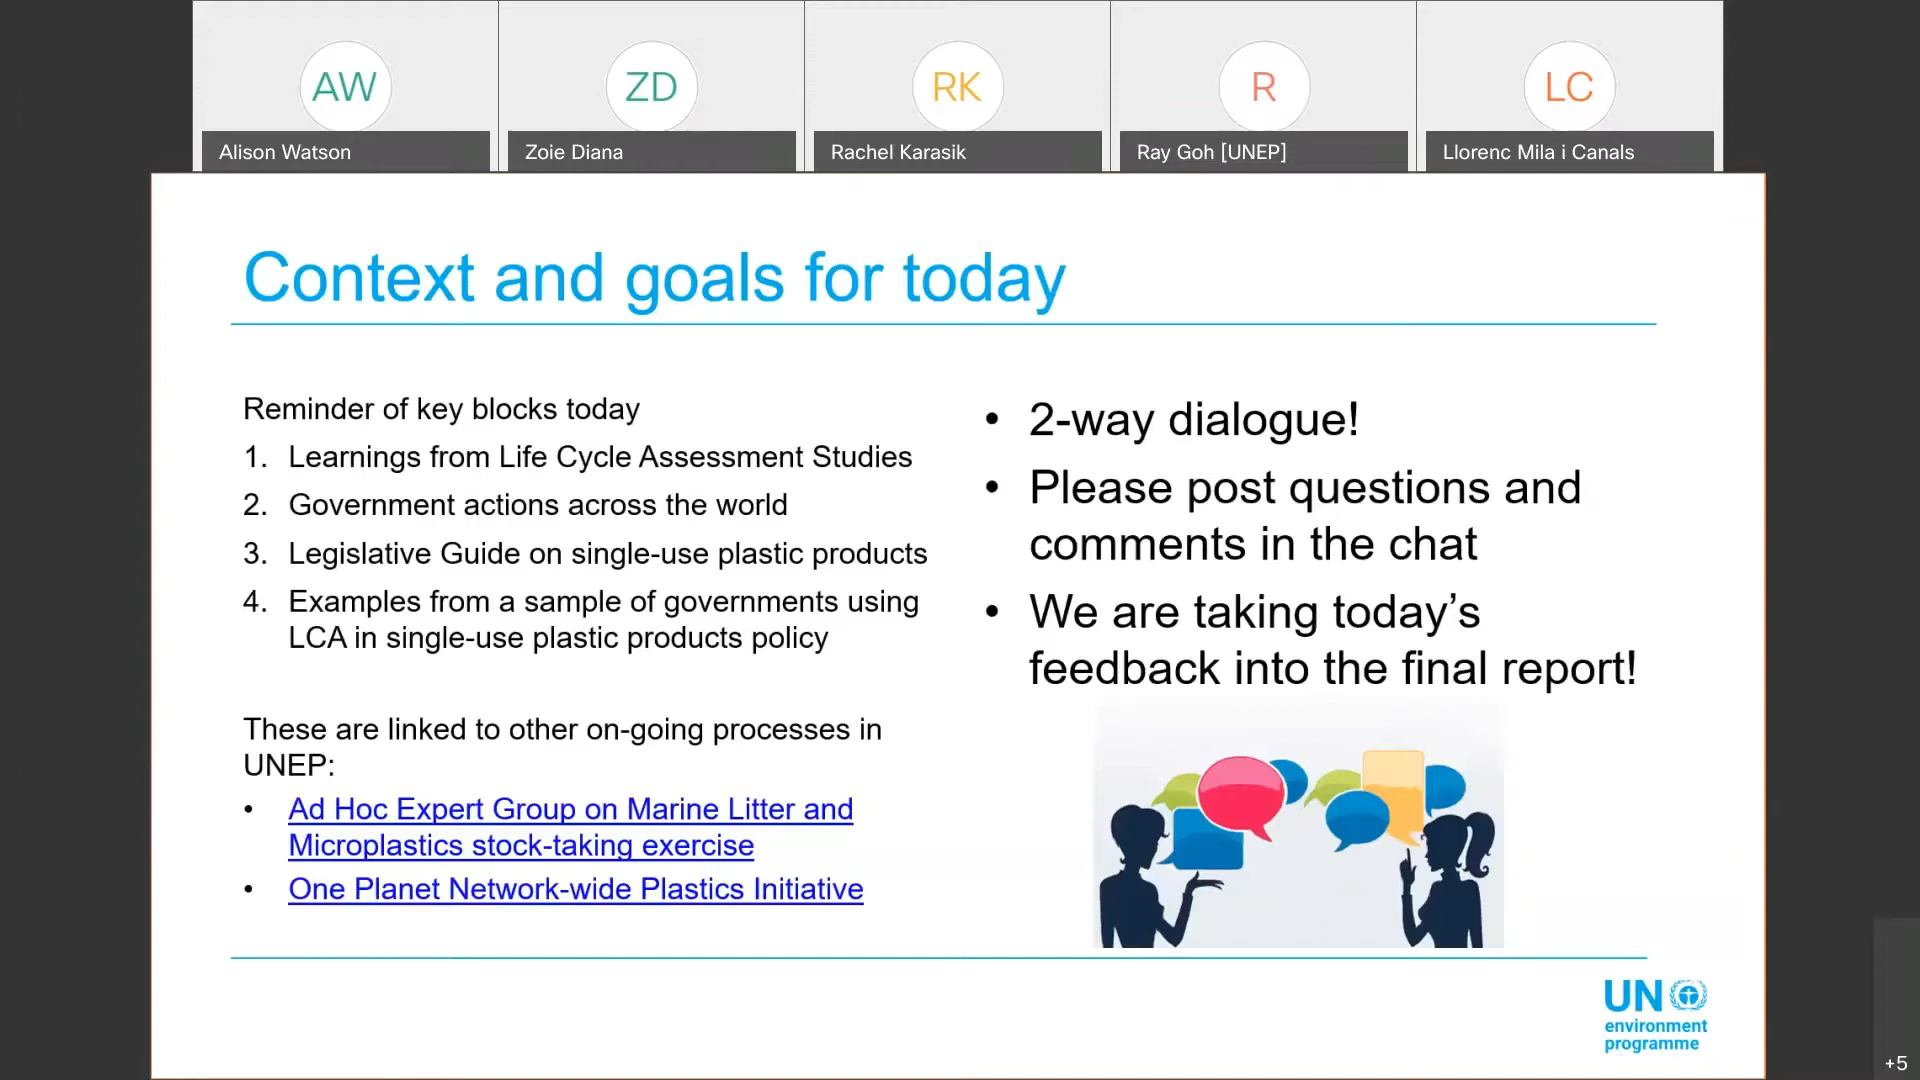 AW
ZD
RK
R
LC
Alison Watson
Zoie Diana
Rachel Karasik
Ray Goh [UNEP]
Llorenc Mila i Canals
Context and goals for today
Reminder of key blocks today
1. Learnings from Life Cycle Assessment Studies
2. Government actions across the world
3. Legislative Guide on single-use plastic products
4. Examples from a sample of governments using
LCA in single-use plastic products policy
These are linked to other on-going processes in
UNEP:
• Ad Hoc Expert Group on Marine Litter and
Microplastics stock-taking exercise
• One Planet Network-wide Plastics Initiative
• 2-way dialogue!
• Please post questions and
comments in the chat
• We are taking today’s
feedback into the final report!
UN
environment
programme
+5